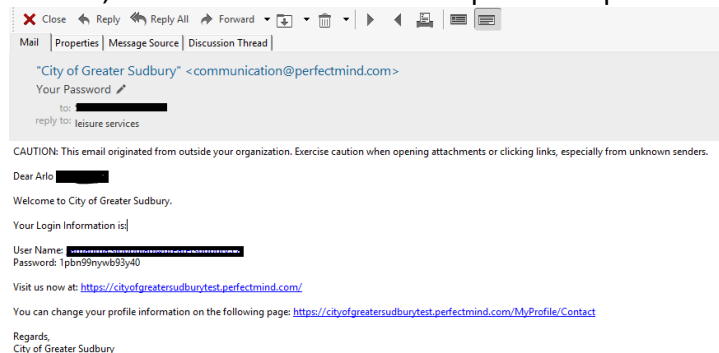 Close Reply Reply All Forward
Mail Properties Message Source Discussion Thread
"City of Greater Sudbury" <communication@perfectmind.com>
Your Password
to:
reply to: leisure services
CAUTION: This email originated from outside your organization. Exercise caution when opening attachments or clicking links, especially from unknown senders.
Dear Arlo
Welcome to City of Greater Sudbury.
Your Login Information is:
User Name:
Password: 1pbn99nywb93y40
Visit us now at: https://cityofgreatersudburytest.perfectmind.com/
You can change your profile information on the following page: https://cityofgreatersudburytest.perfectmind.com/MyProfile/Contact
Regards,
City of Greater Sudbury